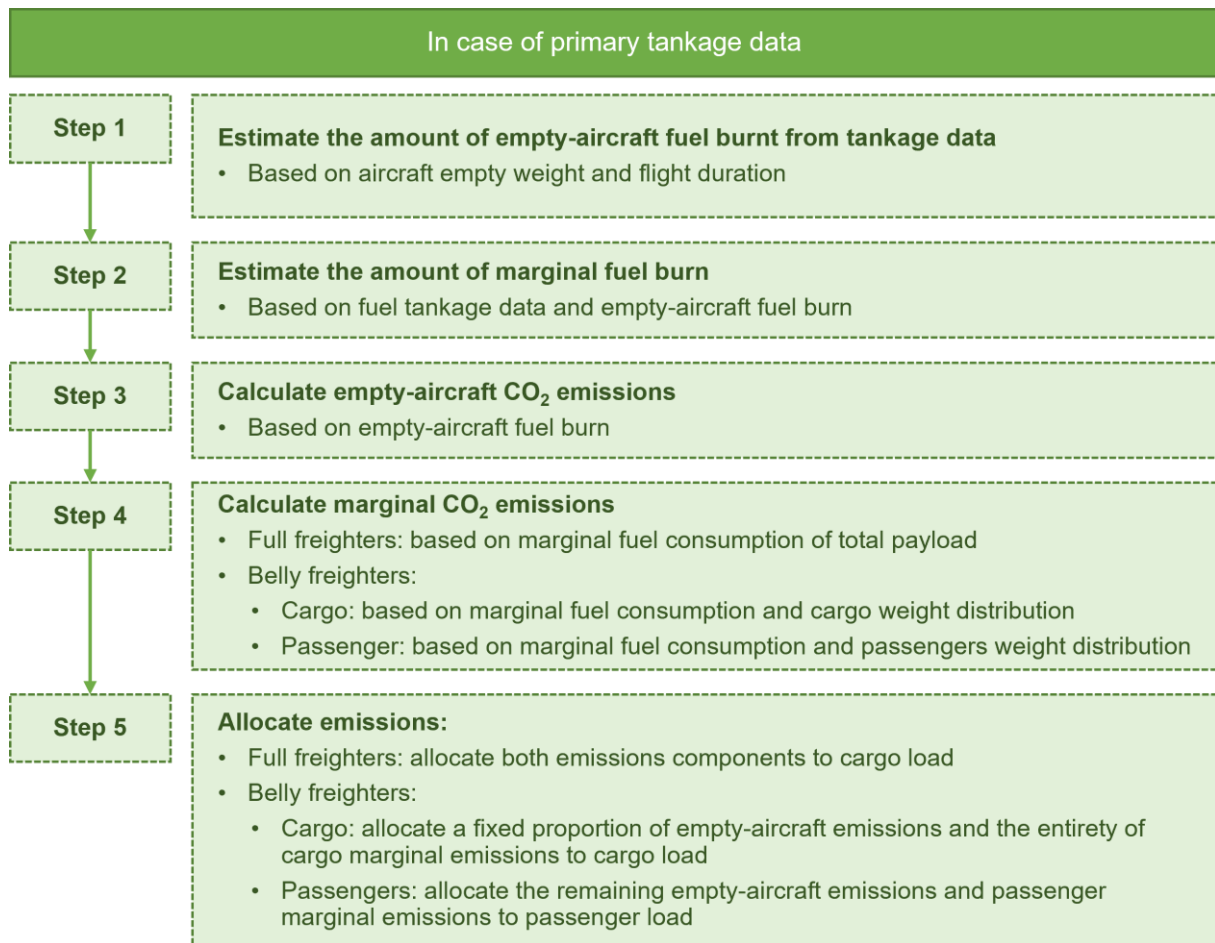 In case of primary tankage data
Step 1
Estimate the amount of empty-aircraft fuel burnt from tankage data
• Based on aircraft empty weight and flight duration
Step 2
Estimate the amount of marginal fuel burn
• Based on fuel tankage data and empty-aircraft fuel burn
Step 3
Calculate empty-aircraft CO₂ emissions
• Based on empty-aircraft fuel burn
Step 4
Calculate marginal CO₂ emissions
• Full freighters: based on marginal fuel consumption of total payload
• Belly freighters:
• Cargo: based on marginal fuel consumption and cargo weight distribution
• Passenger: based on marginal fuel consumption and passengers weight distribution
Step 5
Allocate emissions:
• Full freighters: allocate both emissions components to cargo load
• Belly freighters:
• Cargo: allocate a fixed proportion of empty-aircraft emissions and the entirety of
cargo marginal emissions to cargo load
• Passengers: allocate the remaining empty-aircraft emissions and passenger
marginal emissions to passenger load